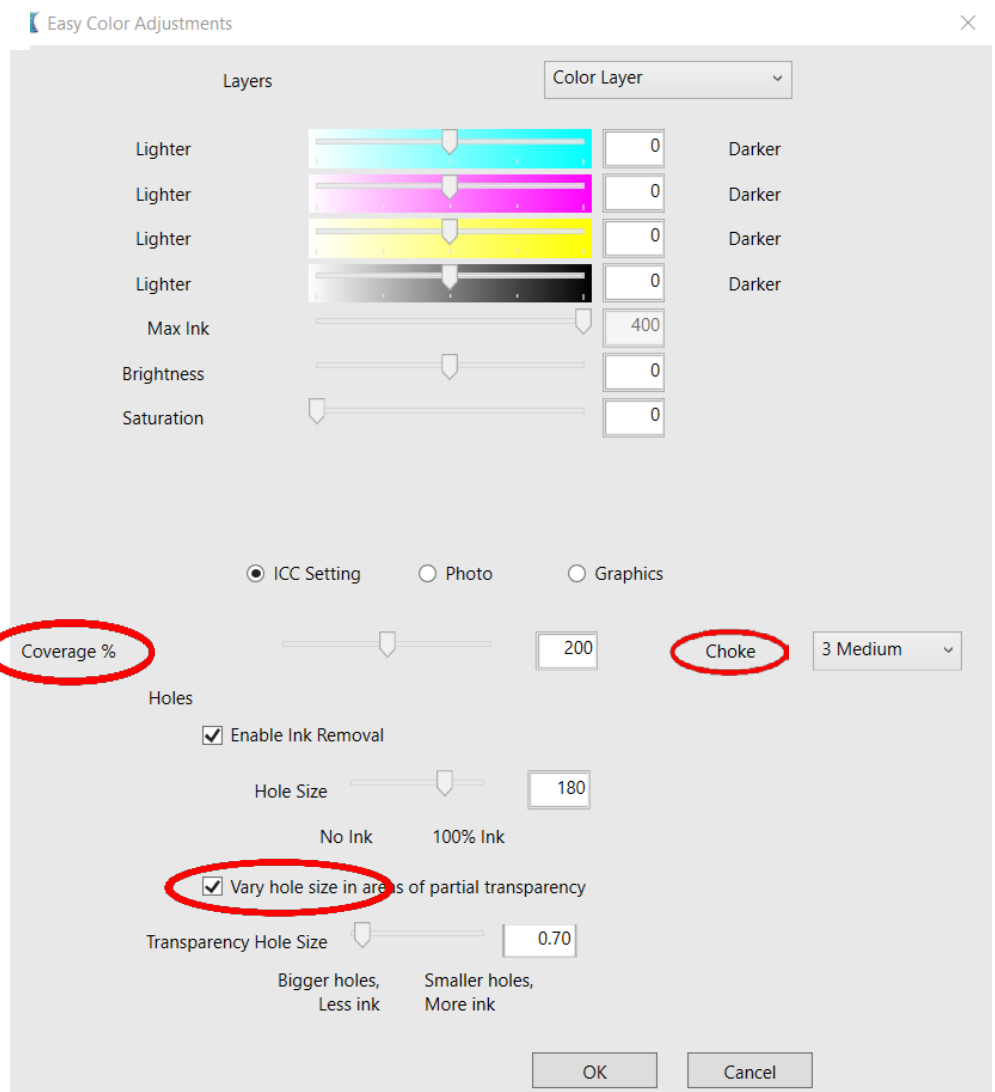 Easy Color Adjustments
Layers Color Layer
Lighter 0 Darker
Lighter 0 Darker
Lighter 0 Darker
Lighter 0 Darker
Max Ink 400
Brightness 0
Saturation 0
ICC Setting Photo Graphics
Coverage % 200 Choke 3 Medium
Holes
Enable Ink Removal
Hole Size 180
No Ink 100% Ink
Vary hole size in areas of partial transparency
Transparency Hole Size 0.70
Bigger holes, Smaller holes,
Less ink More ink
OK Cancel